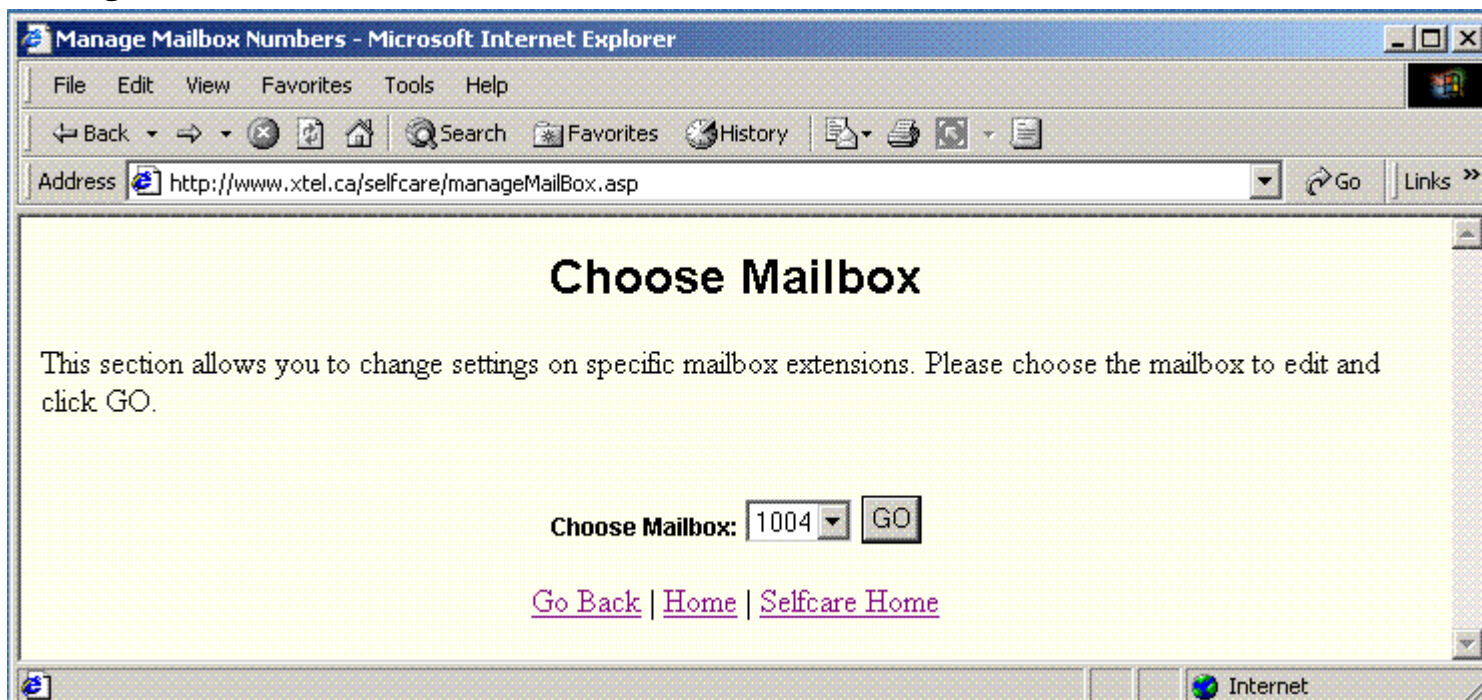 Manage Mailbox Numbers - Microsoft Internet Explorer
File Edit View Favorites Tools Help
Back Search Favorites History
Address http://www.xtel.ca/selfcare/manageMailBox.asp Go Links »
Choose Mailbox
This section allows you to change settings on specific mailbox extensions. Please choose the mailbox to edit and
click GO.
Choose Mailbox: 1004 GO
Go Back | Home | Selfcare Home
Internet